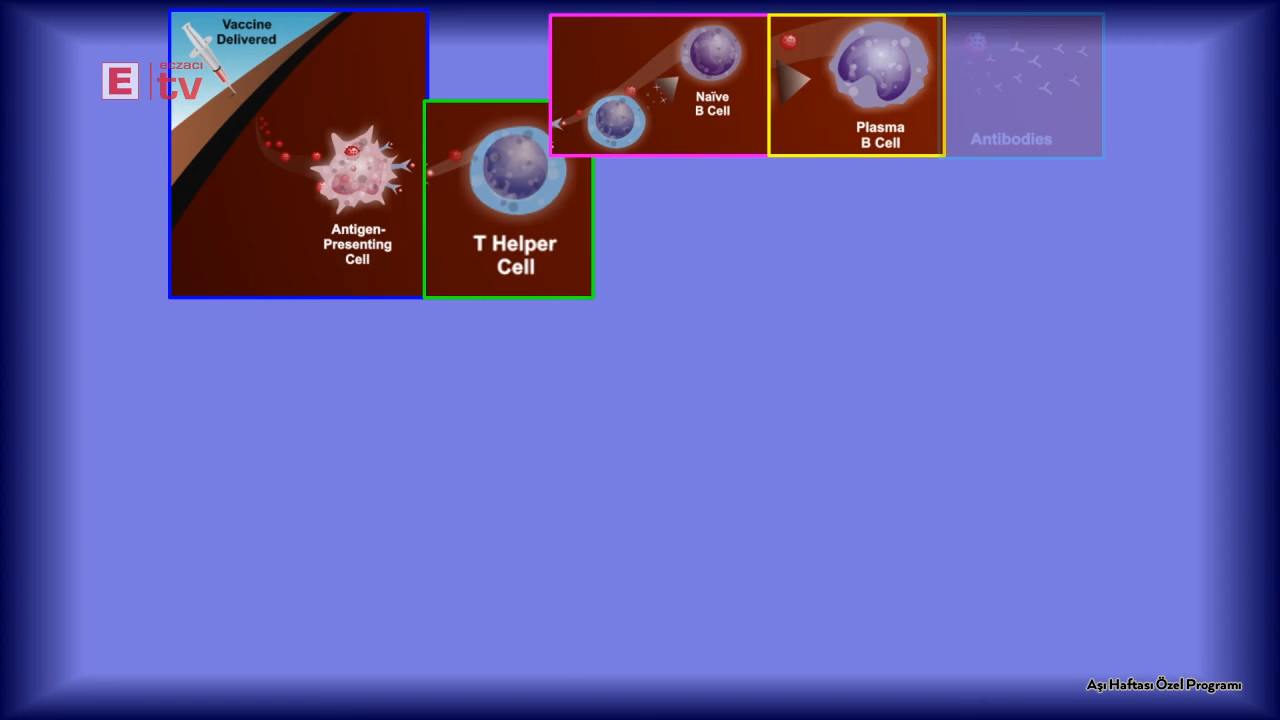 Vaccine
Delivered
E
eczacı
tv
Antigen-
Presenting
Cell
T Helper
Cell
Naïve
B Cell
Plasma
B Cell
Antibodies
Aşı Haftası Özel Programı